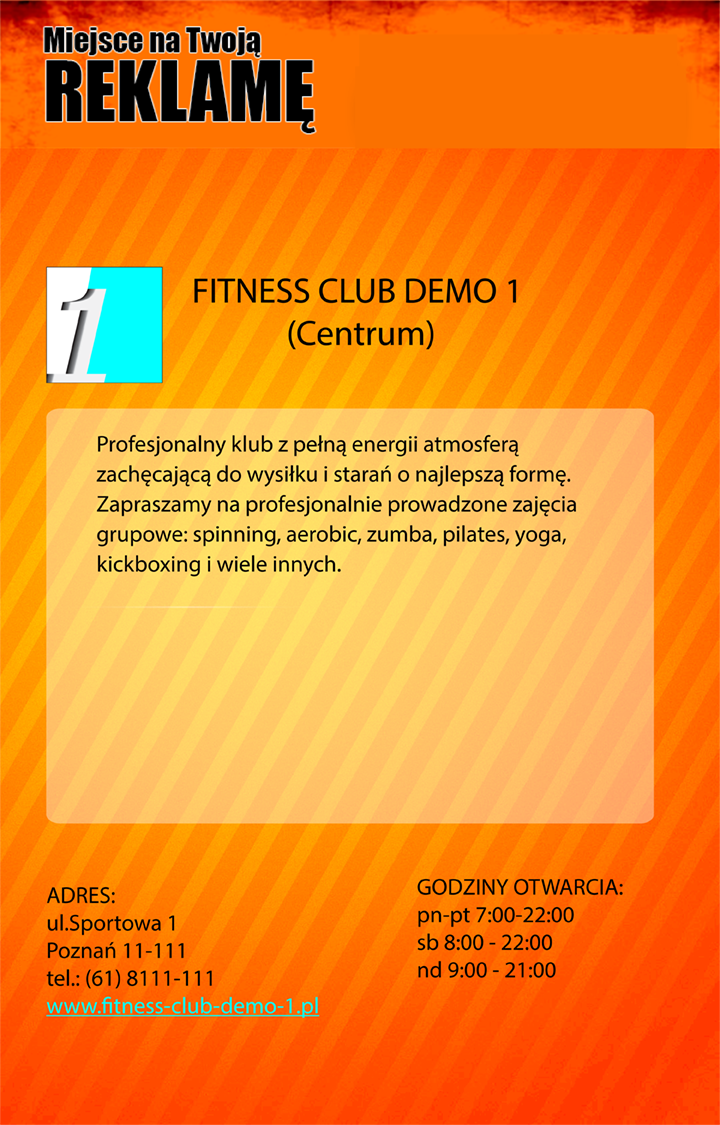 Miejsce na Twoją
REKLAMĘ
1
FITNESS CLUB DEMO 1
(Centrum)
Profesjonalny klub z pełną energii atmosferą
zachęcającą do wysiłku i starań o najlepszą formę.
Zapraszamy na profesjonalnie prowadzone zajęcia
grupowe: spinning, aerobic, zumba, pilates, yoga,
kickboxing i wiele innych.
ADRES:
ul.Sportowa 1
Poznań 11-111
tel.: (61) 8111-111
www.fitness-club-demo-1.pl
GODZINY OTWARCIA:
pn-pt 7:00-22:00
sb 8:00 - 22:00
nd 9:00 - 21:00